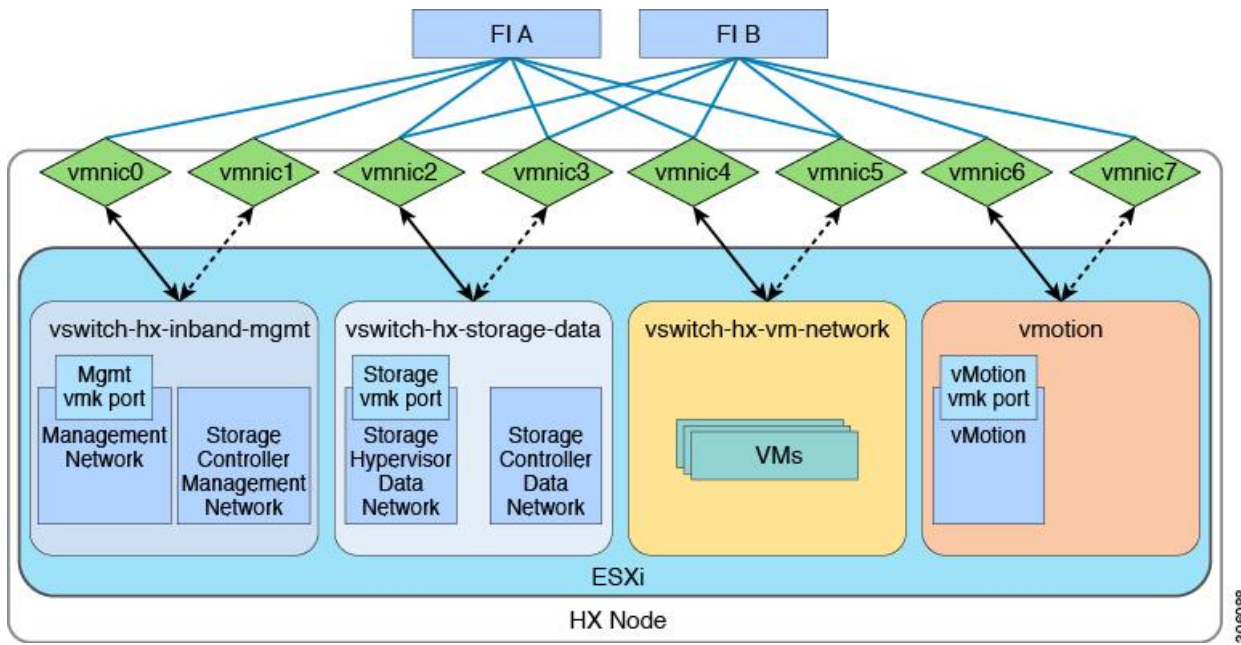 FI A
FI B
vmnic0
vmnic1
vmnic2
vmnic3
vmnic4
vmnic5
vmnic6
vmnic7
vswitch-hx-inband-mgmt
Mgmt
vmk port
Management
Network
Storage
Controller
Management
Network
vswitch-hx-storage-data
Storage
vmk port
Storage
Hypervisor
Data
Network
Storage
Controller
Data
Network
vswitch-hx-vm-network
VMs
vmotion
vMotion
vmk port
vMotion
ESXi
HX Node